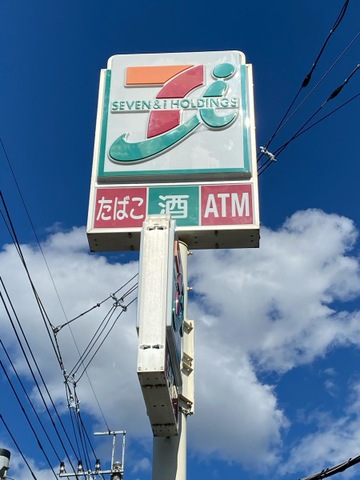 SEVEN & i HOLDINGS
たばこ 酒 ATM